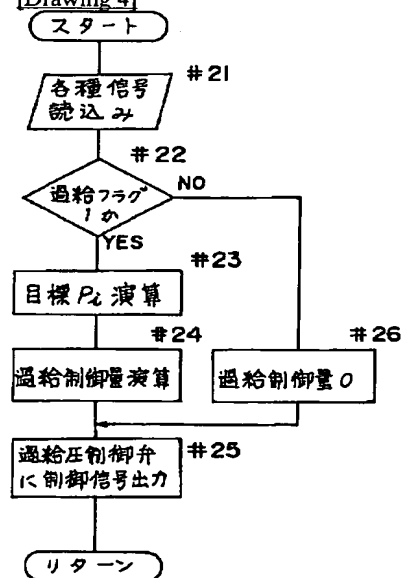 [Drawing 4]
スタート
#21
各種信号
読込み
#22
過給フラグ
1か
NO
YES
#23
目標Pi演算
#24
過給制御量演算
#26
過給制御量0
#25
過給圧制御弁
に制御信号出力
リターン